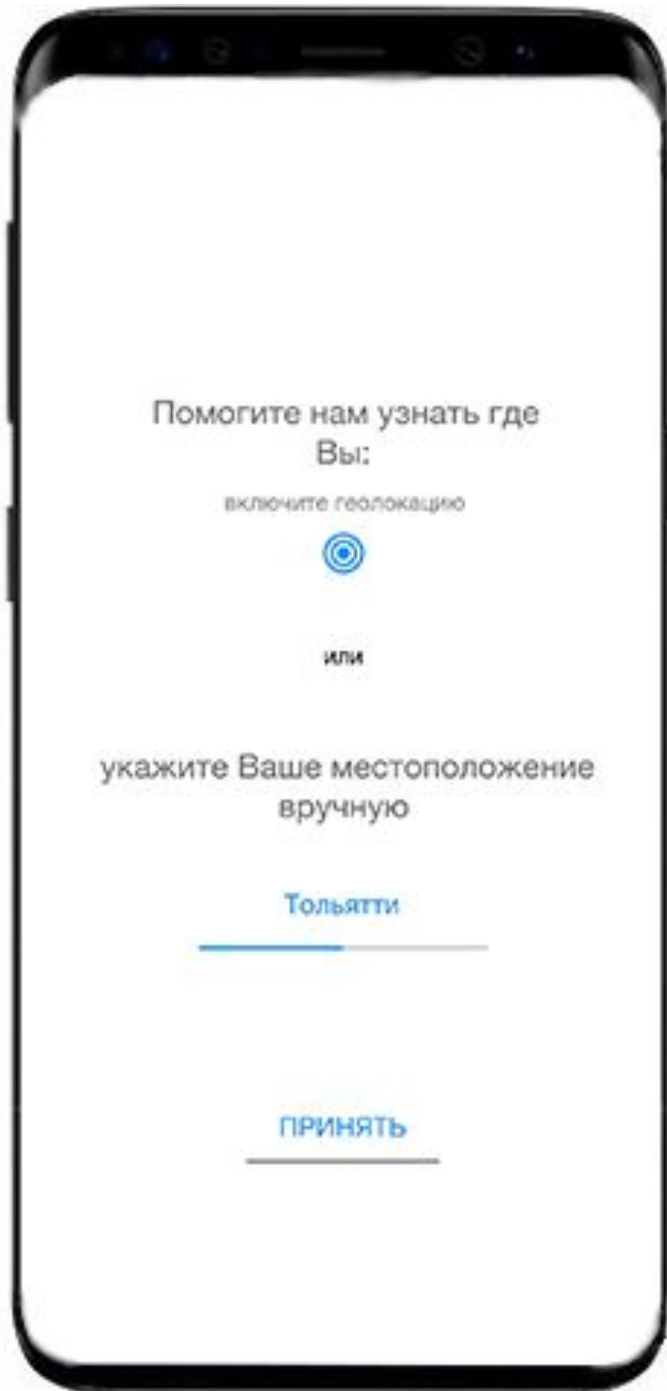 Помогите нам узнать где
Вы:
включите геолокацию
или
укажите Ваше местоположение
вручную
Тольятти
ПРИНЯТЬ